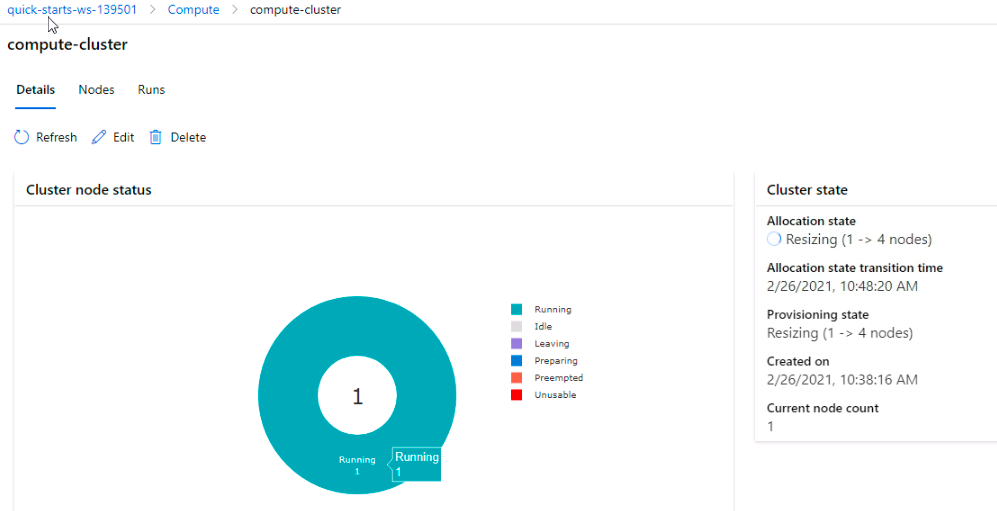 quick-starts-ws-139501 > Compute > compute-cluster
compute-cluster
Details Nodes Runs
Refresh Edit Delete
Cluster node status
1
Running
1
Running
1
Running
Idle
Leaving
Preparing
Preempted
Unusable
Cluster state
Allocation state
Resizing (1 -> 4 nodes)
Allocation state transition time
2/26/2021, 10:48:20 AM
Provisioning state
Resizing (1 -> 4 nodes)
Created on
2/26/2021, 10:38:16 AM
Current node count
1